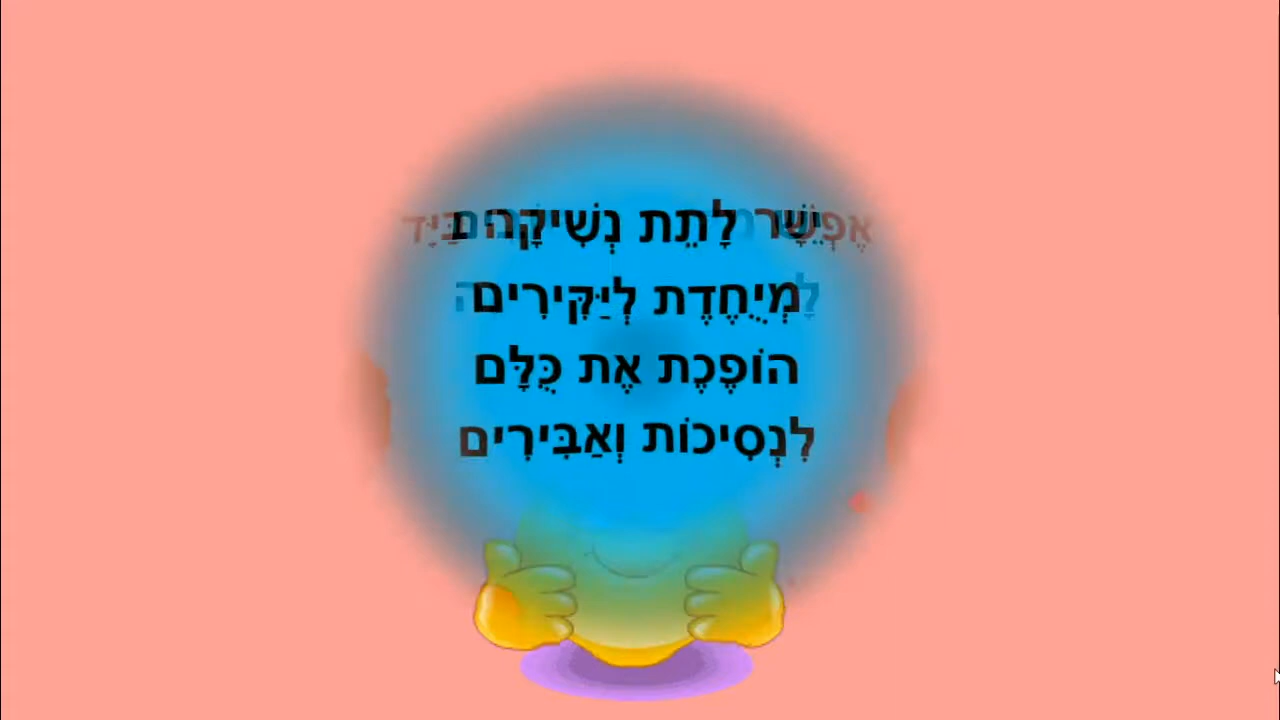 לָתֵת נְשִׁיקָה
מְיֻחֶדֶת לְיַקִּירִים
הוֹפֶכֶת אֶת כֻּלָּם
לִנְסִיכוֹת וְאַבִּירִים